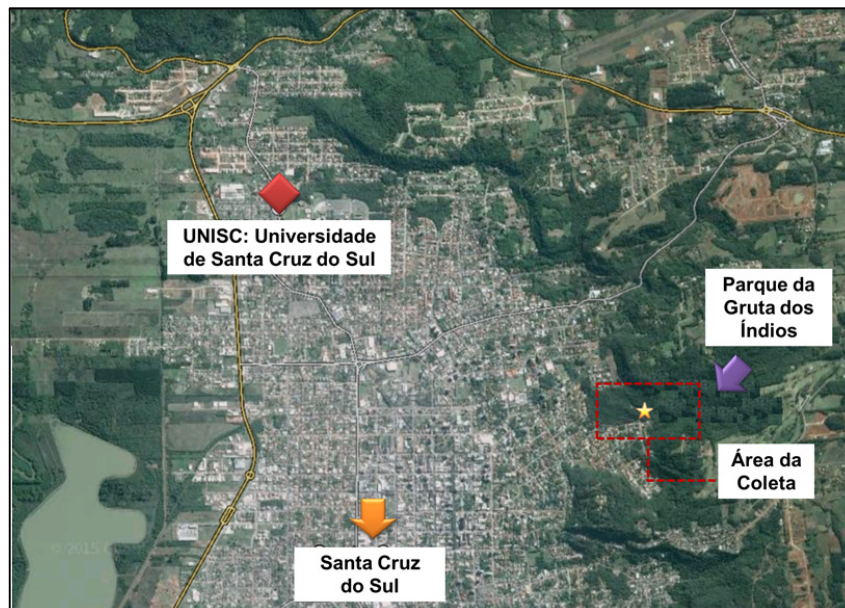 UNISC: Universidade
de Santa Cruz do Sul
Parque da
Gruta dos
Índios
Área da
Coleta
Santa Cruz
do Sul